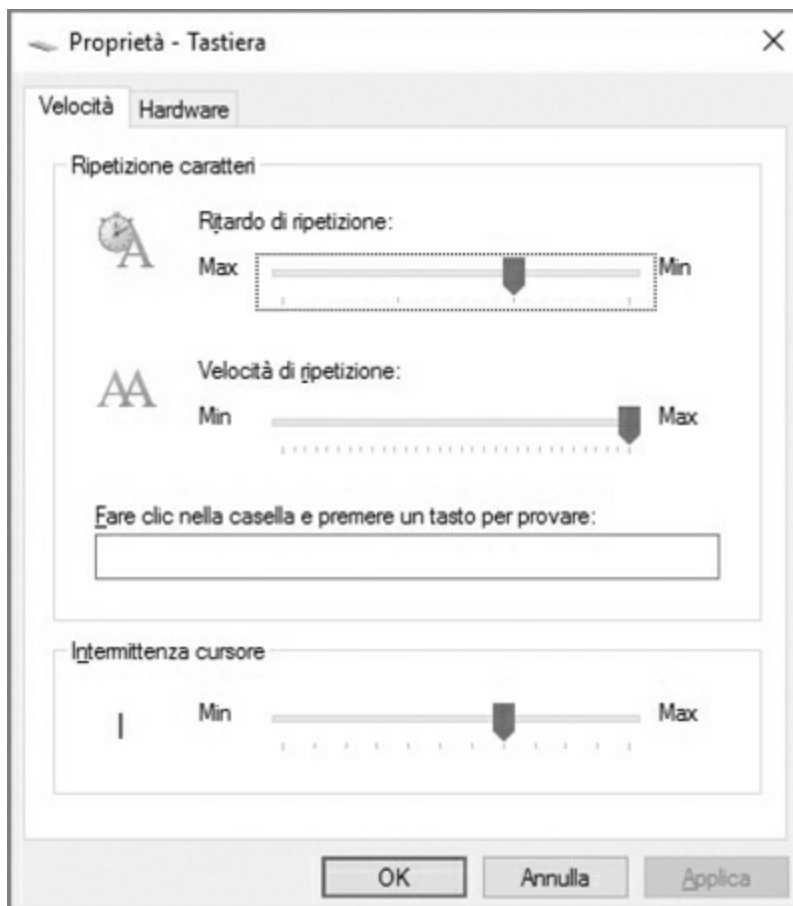 Proprietà - Tastiera
Velocità Hardware
Ripetizione caratteri
Ritardo di ripetizione:
Max Min
Velocità di ripetizione:
Min Max
Fare clic nella casella e premere un tasto per provare:
Intermittenza cursore
Min Max
OK Annulla Applica